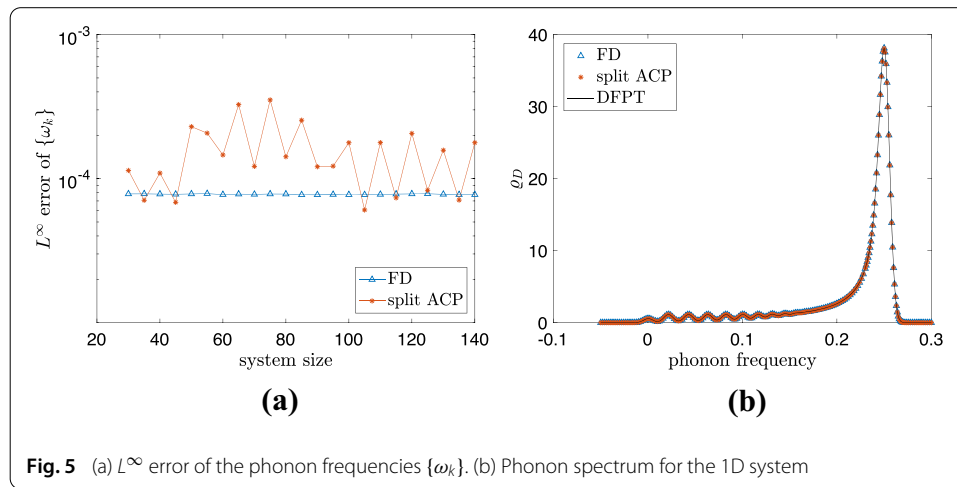 10^{-3}
10^{-4}
L^∞ error of {ω_k}
FD
split ACP
20 40 60 80 100 120 140
system size
(a)
40
30
20
10
0
ϱ_D
FD
split ACP
DFPT
-0.1 0 0.1 0.2 0.3
phonon frequency
(b)
Fig. 5 (a) L^∞ error of the phonon frequencies {ω_k}. (b) Phonon spectrum for the 1D system